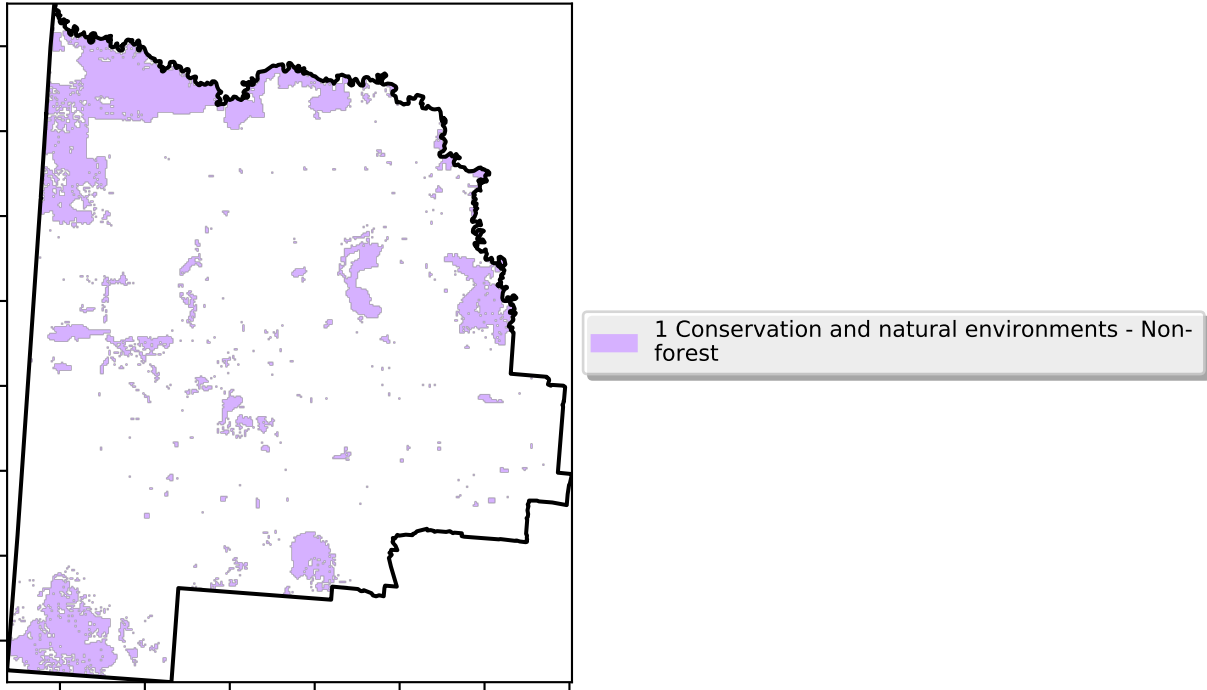 1 Conservation and natural environments - Non-
forest